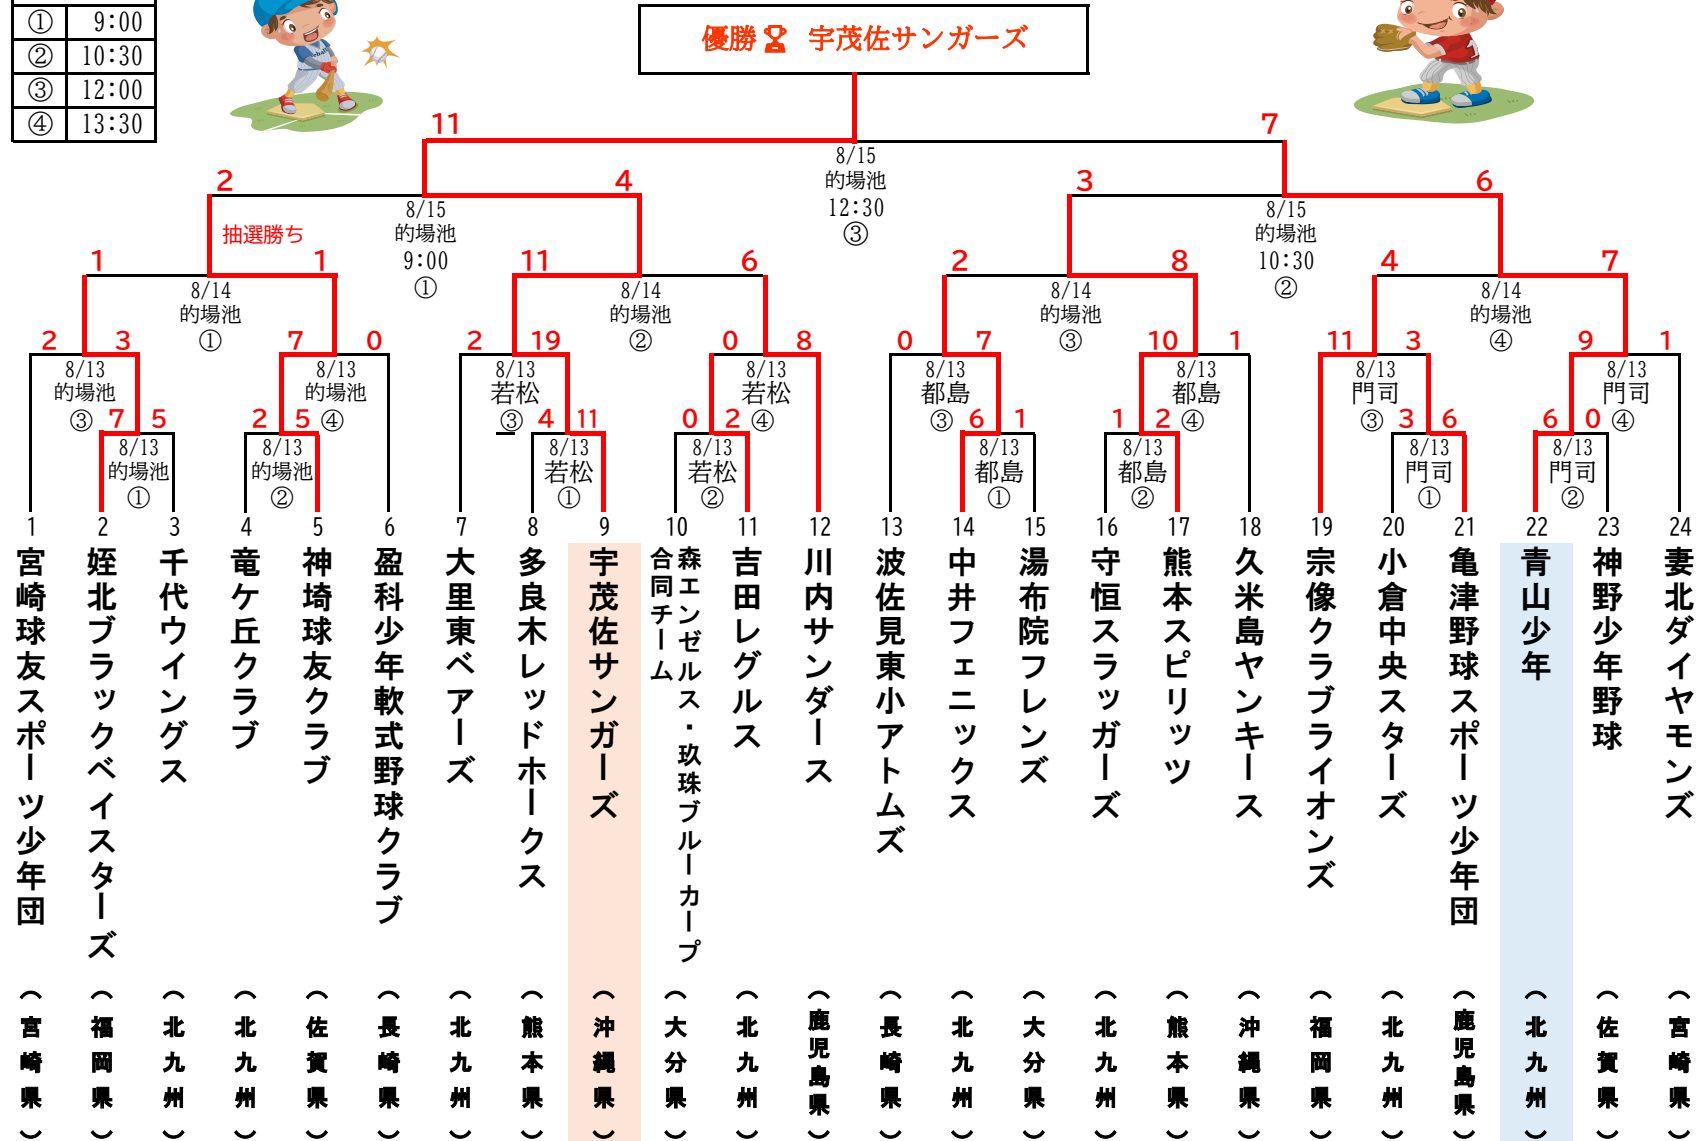 ① 9:00
② 10:30
③ 12:00
④ 13:30
優勝🏆 宇茂佐サンガーズ
11 7
8/15
的場池
12:30
③
2 4 3 6
抽選勝ち
8/15
的場池
9:00
①
8/15
的場池
10:30
②
1 1 11 6 2 8 4 7
8/14
的場池
①
8/14
的場池
②
8/14
的場池
③
8/14
的場池
④
2 3 7 0 2 19 0 8 0 7 10 1 11 3 9 1
8/13
的場池
③
8/13
的場池
④
8/13
若松
③
8/13
若松
④
8/13
都島
③
8/13
都島
④
8/13
門司
③
8/13
門司
④
7 5 2 5 4 11 0 2 6 1 1 2 3 6 6 0
8/13
的場池
①
8/13
的場池
②
8/13
若松
①
8/13
若松
②
8/13
都島
①
8/13
都島
②
8/13
門司
①
8/13
門司
②
1 2 3 4 5 6 7 8 9 10 11 12 13 14 15 16 17 18 19 20 21 22 23 24
宮崎球友スポーツ少年団
姪北ブラックベイスターズ
千代ウイングス
竜ケ丘クラブ
神埼球友クラブ
盈科少年軟式野球クラブ
大里東ベアーズ
多良木レッドホークス
宇茂佐サンガーズ
森エンゼルス・玖珠ブルーカープ
合同チーム
吉田レグルス
川内サンダース
波佐見東小アトムズ
中井フェニックス
湯布院フレンズ
守恒スラッガーズ
熊本スピリッツ
久米島ヤンキース
宗像クラブライオンズ
小倉中央スターズ
亀津野球スポーツ少年団
青山少年
神野少年野球
妻北ダイヤモンズ
（宮崎県）
（福岡県）
（北九州）
（北九州）
（佐賀県）
（長崎県）
（北九州）
（熊本県）
（沖縄県）
（大分県）
（北九州）
（鹿児島県）
（長崎県）
（北九州）
（大分県）
（北九州）
（熊本県）
（沖縄県）
（福岡県）
（北九州）
（鹿児島県）
（北九州）
（佐賀県）
（宮崎県）